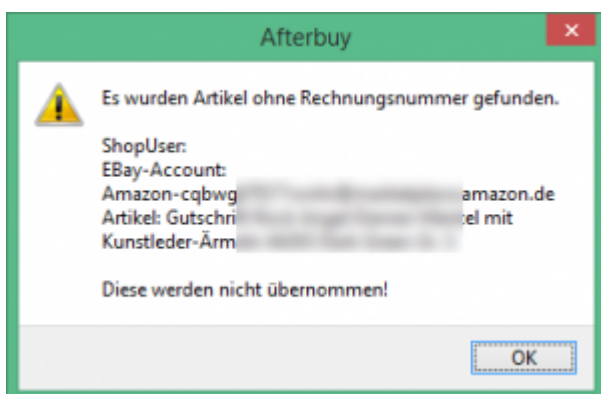 Afterbuy
Es wurden Artikel ohne Rechnungsnummer gefunden.
ShopUser:
EBay-Account:
Amazon-cqbwg amazon.de
Artikel: Gutschri el mit
Kunstleder-Ärm
Diese werden nicht übernommen!
OK